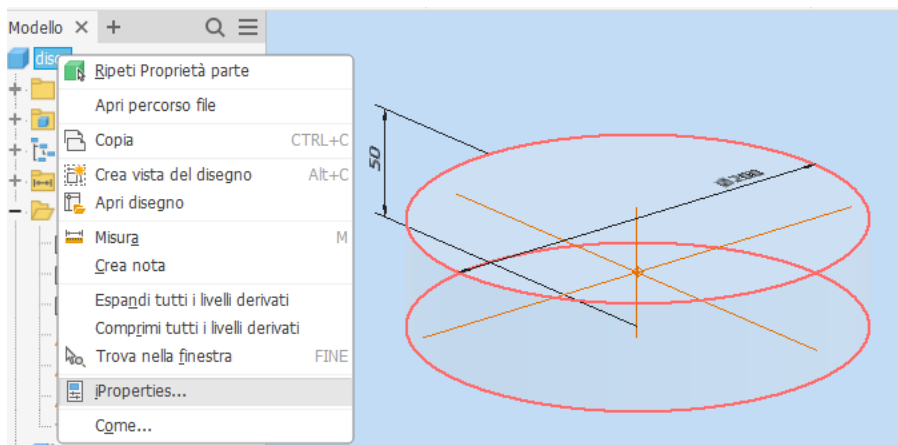 Modello
disc
Ripeti Proprietà parte
Apri percorso file
Copia CTRL+C
Crea vista del disegno Alt+C
Apri disegno
Misura M
Crea nota
Espandi tutti i livelli derivati
Comprimi tutti i livelli derivati
Trova nella finestra FINE
iProperties...
Come...
50